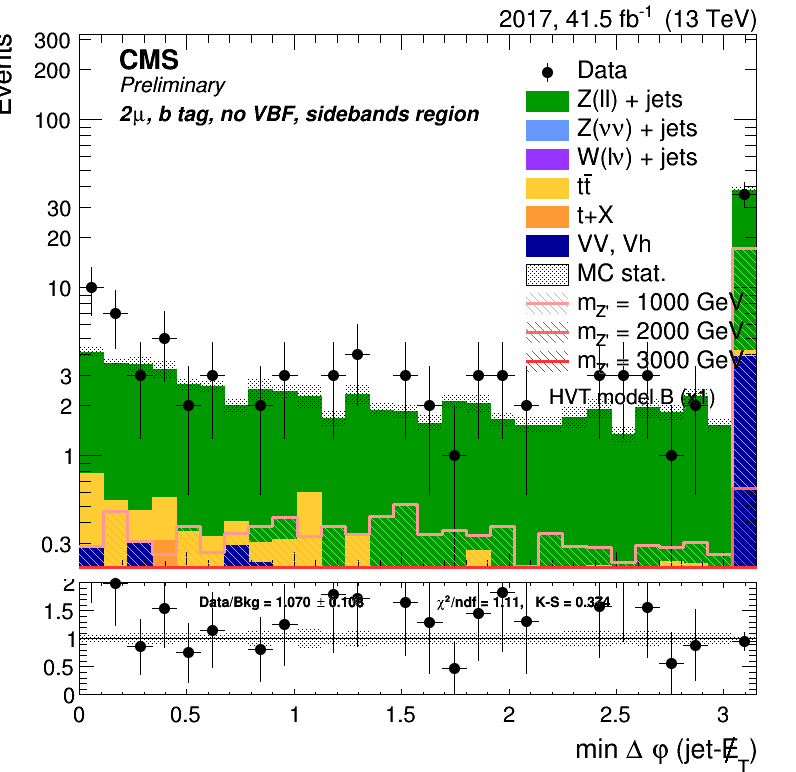 2017, 41.5 fb⁻¹ (13 TeV)
Events
CMS
Preliminary
2μ, b tag, no VBF, sidebands region
Data
Z(ll) + jets
Z(νν) + jets
W(lν) + jets
tt̄
t+X
VV, Vh
MC stat.
m_Z' = 1000 GeV
m_Z' = 2000 GeV
m_Z' = 3000 GeV
HVT model B (x1)
300
200
100
30
20
10
3
2
1
0.3
Data/Bkg = 1.070 ± 0.106 χ²/ndf = 1.11, K-S = 0.374
2
1.5
1
0.5
0
0 0.5 1 1.5 2 2.5 3
min Δ φ (jet-E̸_T)